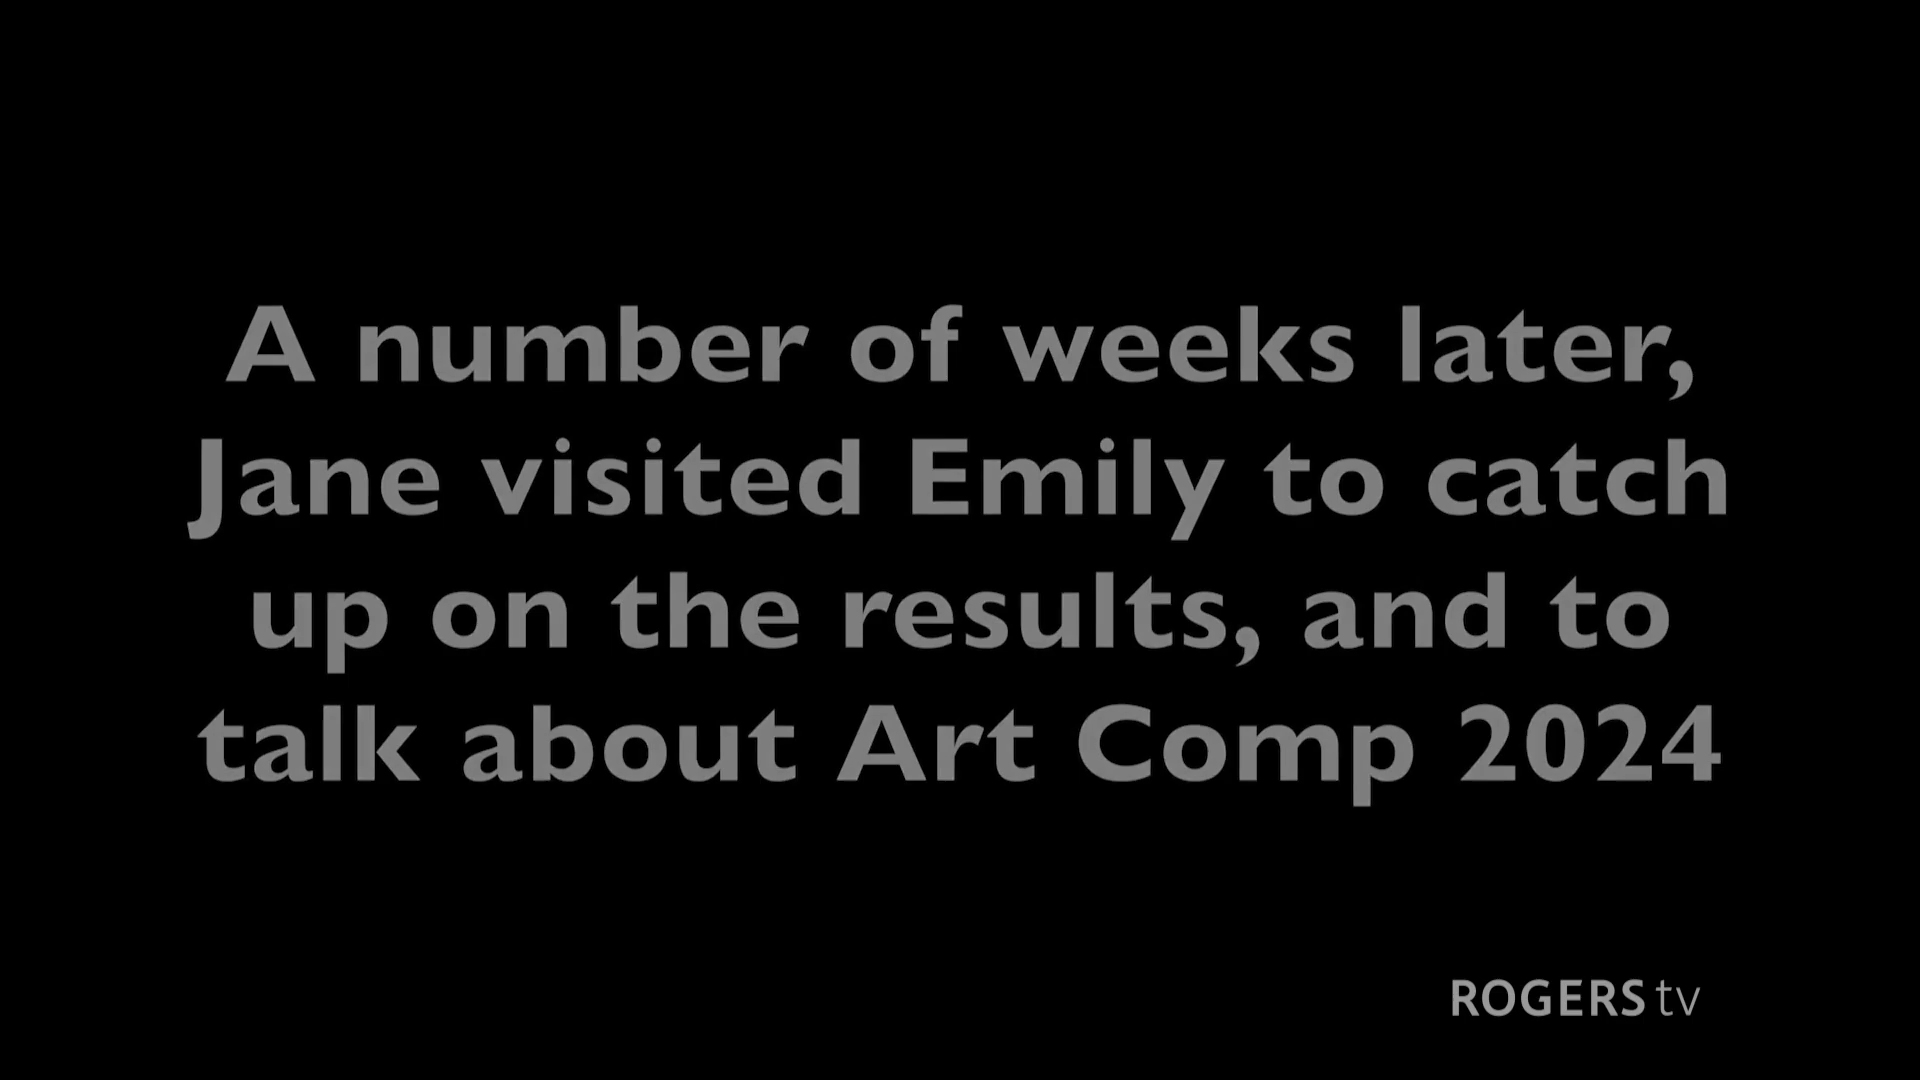 A number of weeks later,
Jane visited Emily to catch
up on the results, and to
talk about Art Comp 2024
ROGERS tv